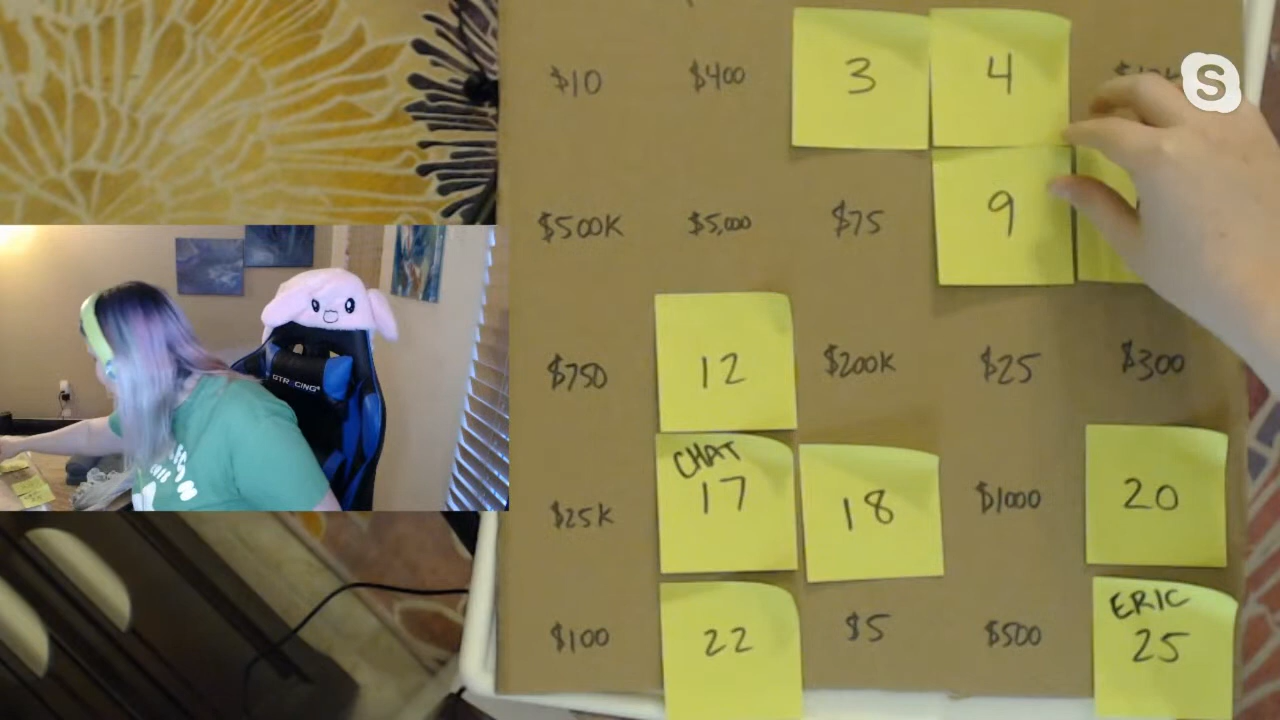 $10 $400 3 4
$500K $5,000 $75 9
$750 12 $200K $25 $300
CHAT
$25K 17 18 $1000 20
ERIC
$100 22 $5 $500 25
GTRACING
S